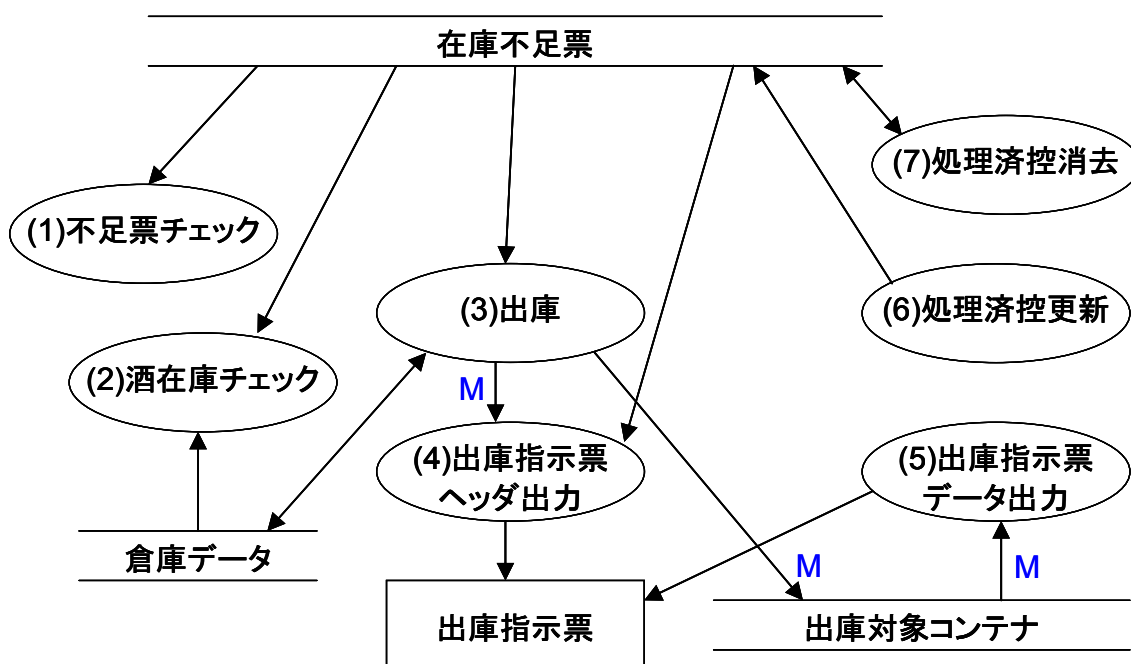 在庫不足票
(7)処理済控消去
(1)不足票チェック
(3)出庫
(6)処理済控更新
(2)酒在庫チェック
M
(4)出庫指示票
ヘッダ出力
(5)出庫指示票
データ出力
倉庫データ
M
M
出庫指示票
出庫対象コンテナ